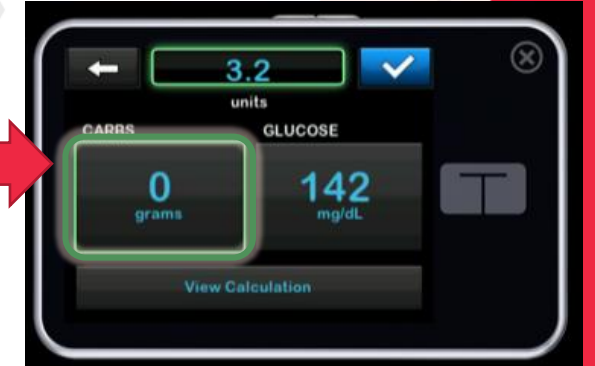 3.2
units
CARBS GLUCOSE
0 142
grams mg/dL
View Calculation